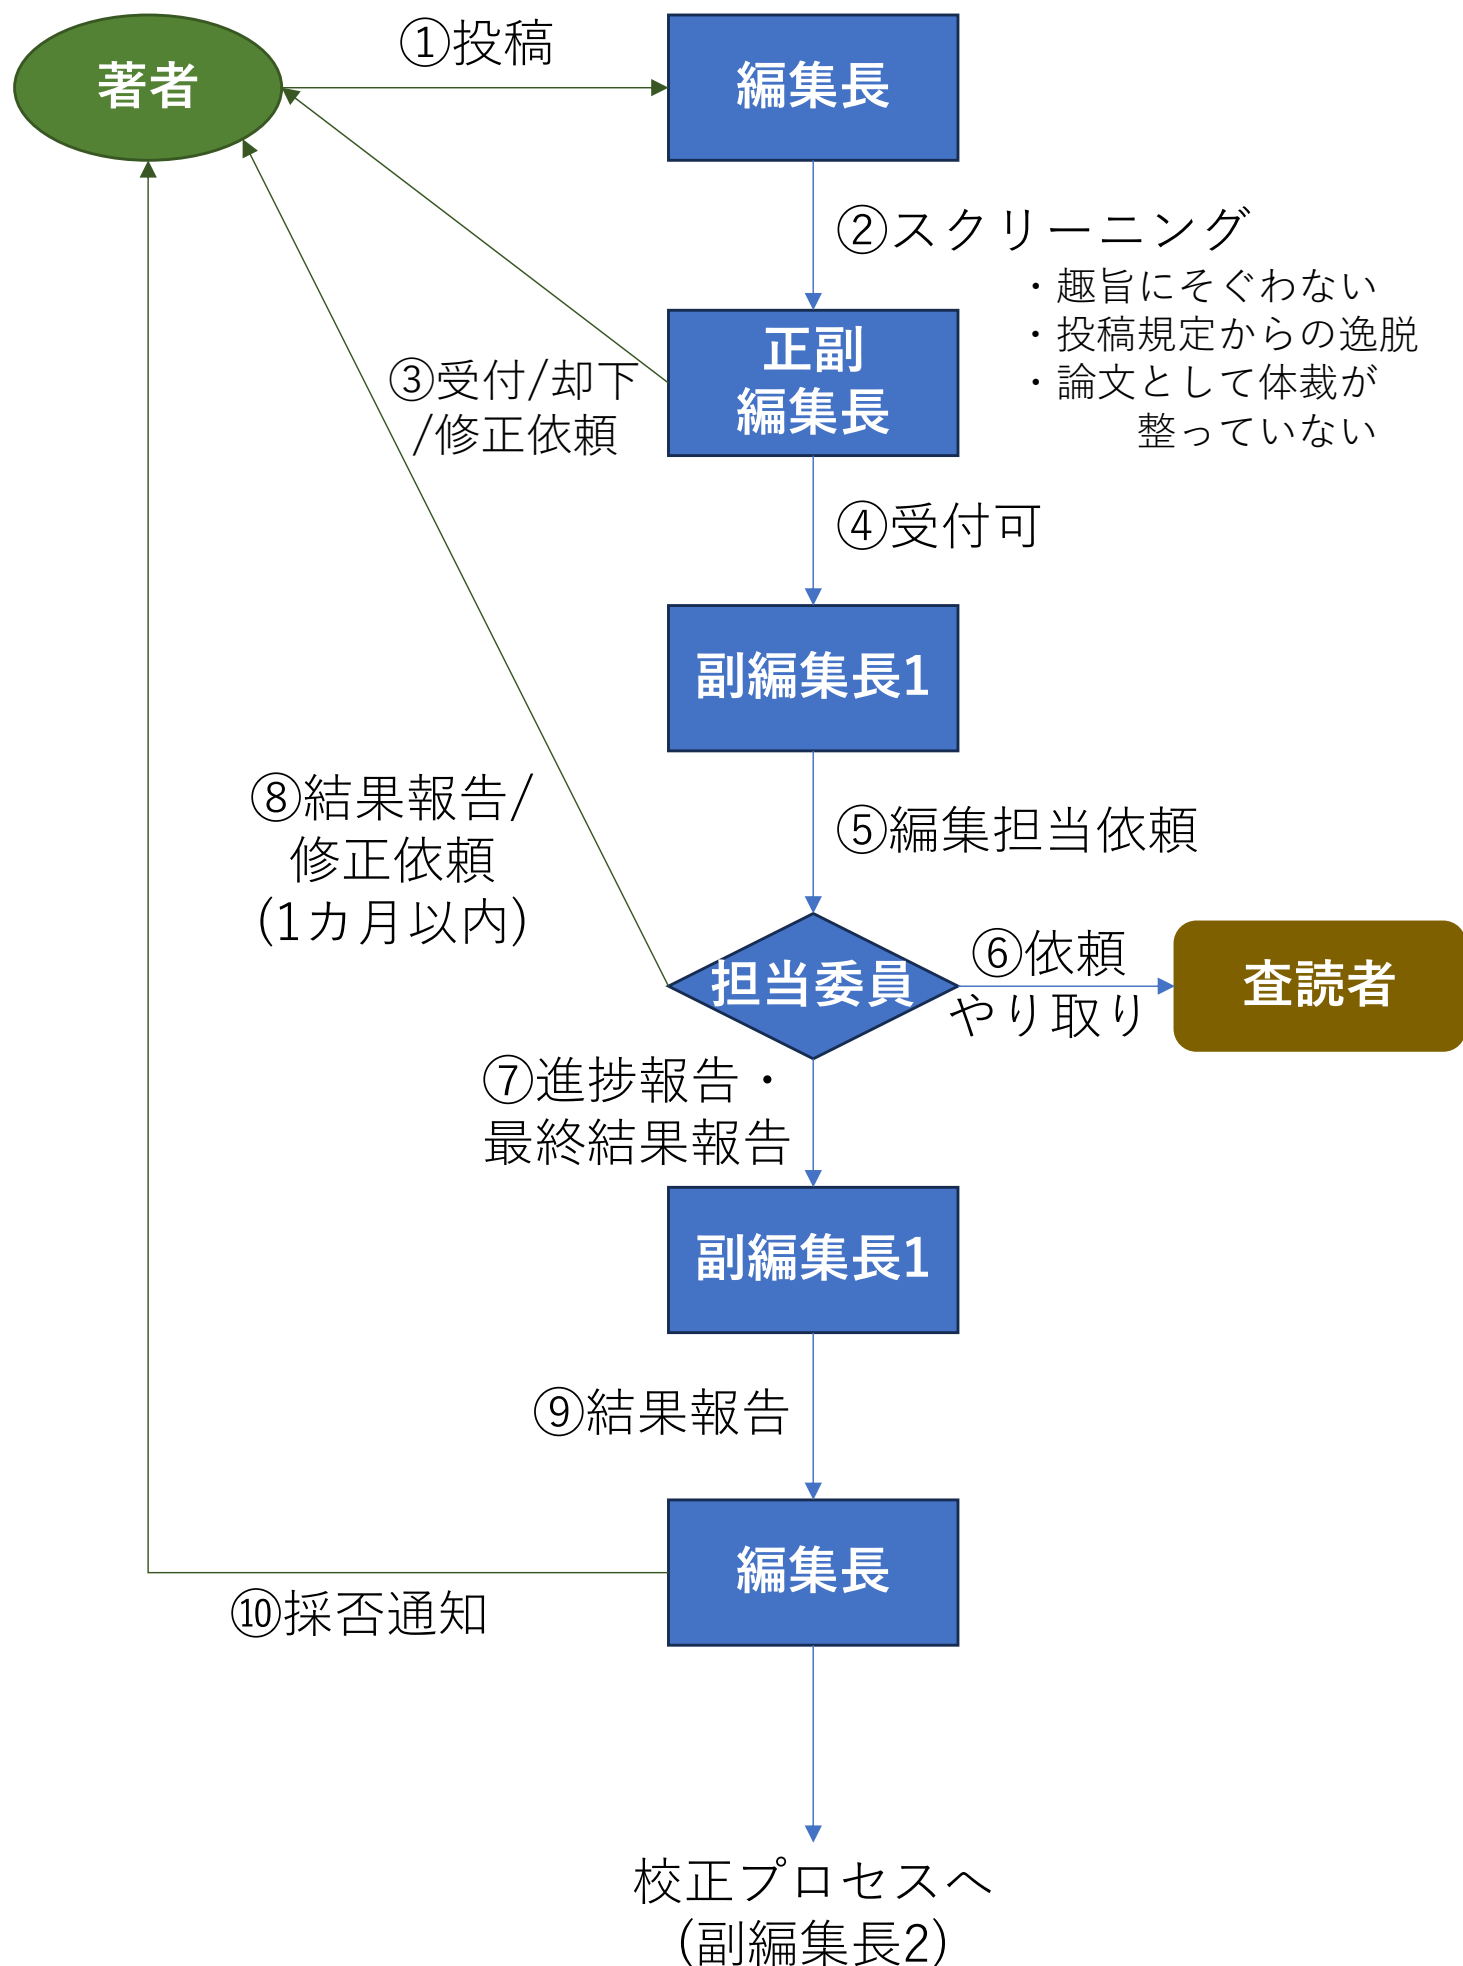 著者
①投稿
編集長
②スクリーニング
・趣旨にそぐわない
・投稿規定からの逸脱
・論文として体裁が
整っていない
正副
編集長
③受付/却下
/修正依頼
④受付可
副編集長1
⑤編集担当依頼
⑧結果報告/
修正依頼
(1カ月以内)
担当委員
⑥依頼
やり取り
査読者
⑦進捗報告・
最終結果報告
副編集長1
⑨結果報告
編集長
⑩採否通知
校正プロセスへ
(副編集長2)